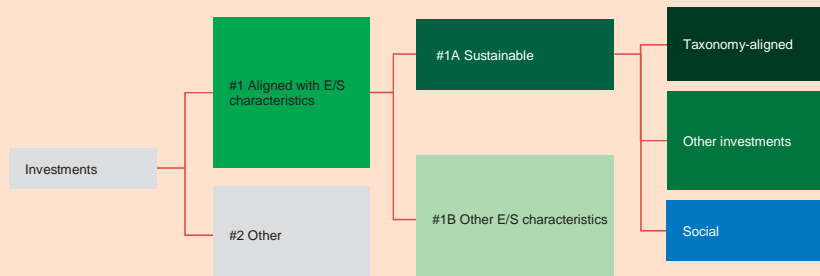 Investments
#1 Aligned with E/S
characteristics
#2 Other
#1A Sustainable
#1B Other E/S characteristics
Taxonomy-aligned
Other investments
Social